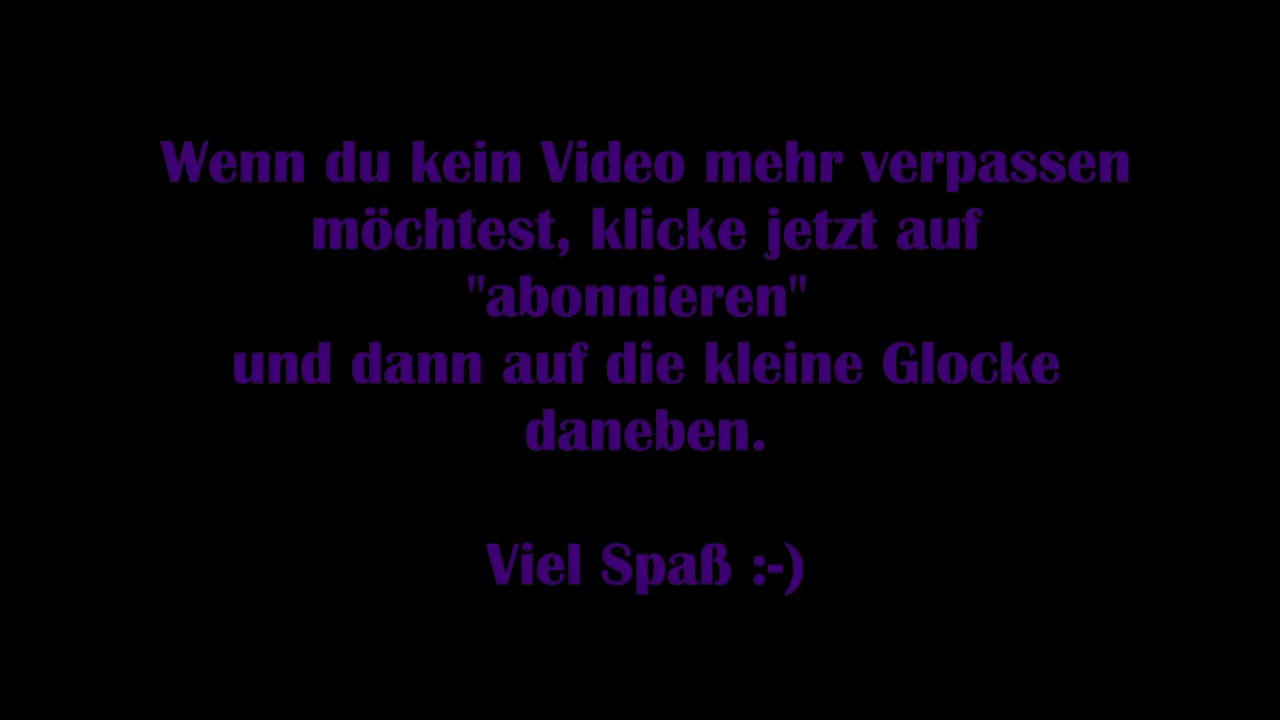 Wenn du kein Video mehr verpassen
möchtest, klicke jetzt auf
"abonnieren"
und dann auf die kleine Glocke
daneben.
Viel Spaß :-)